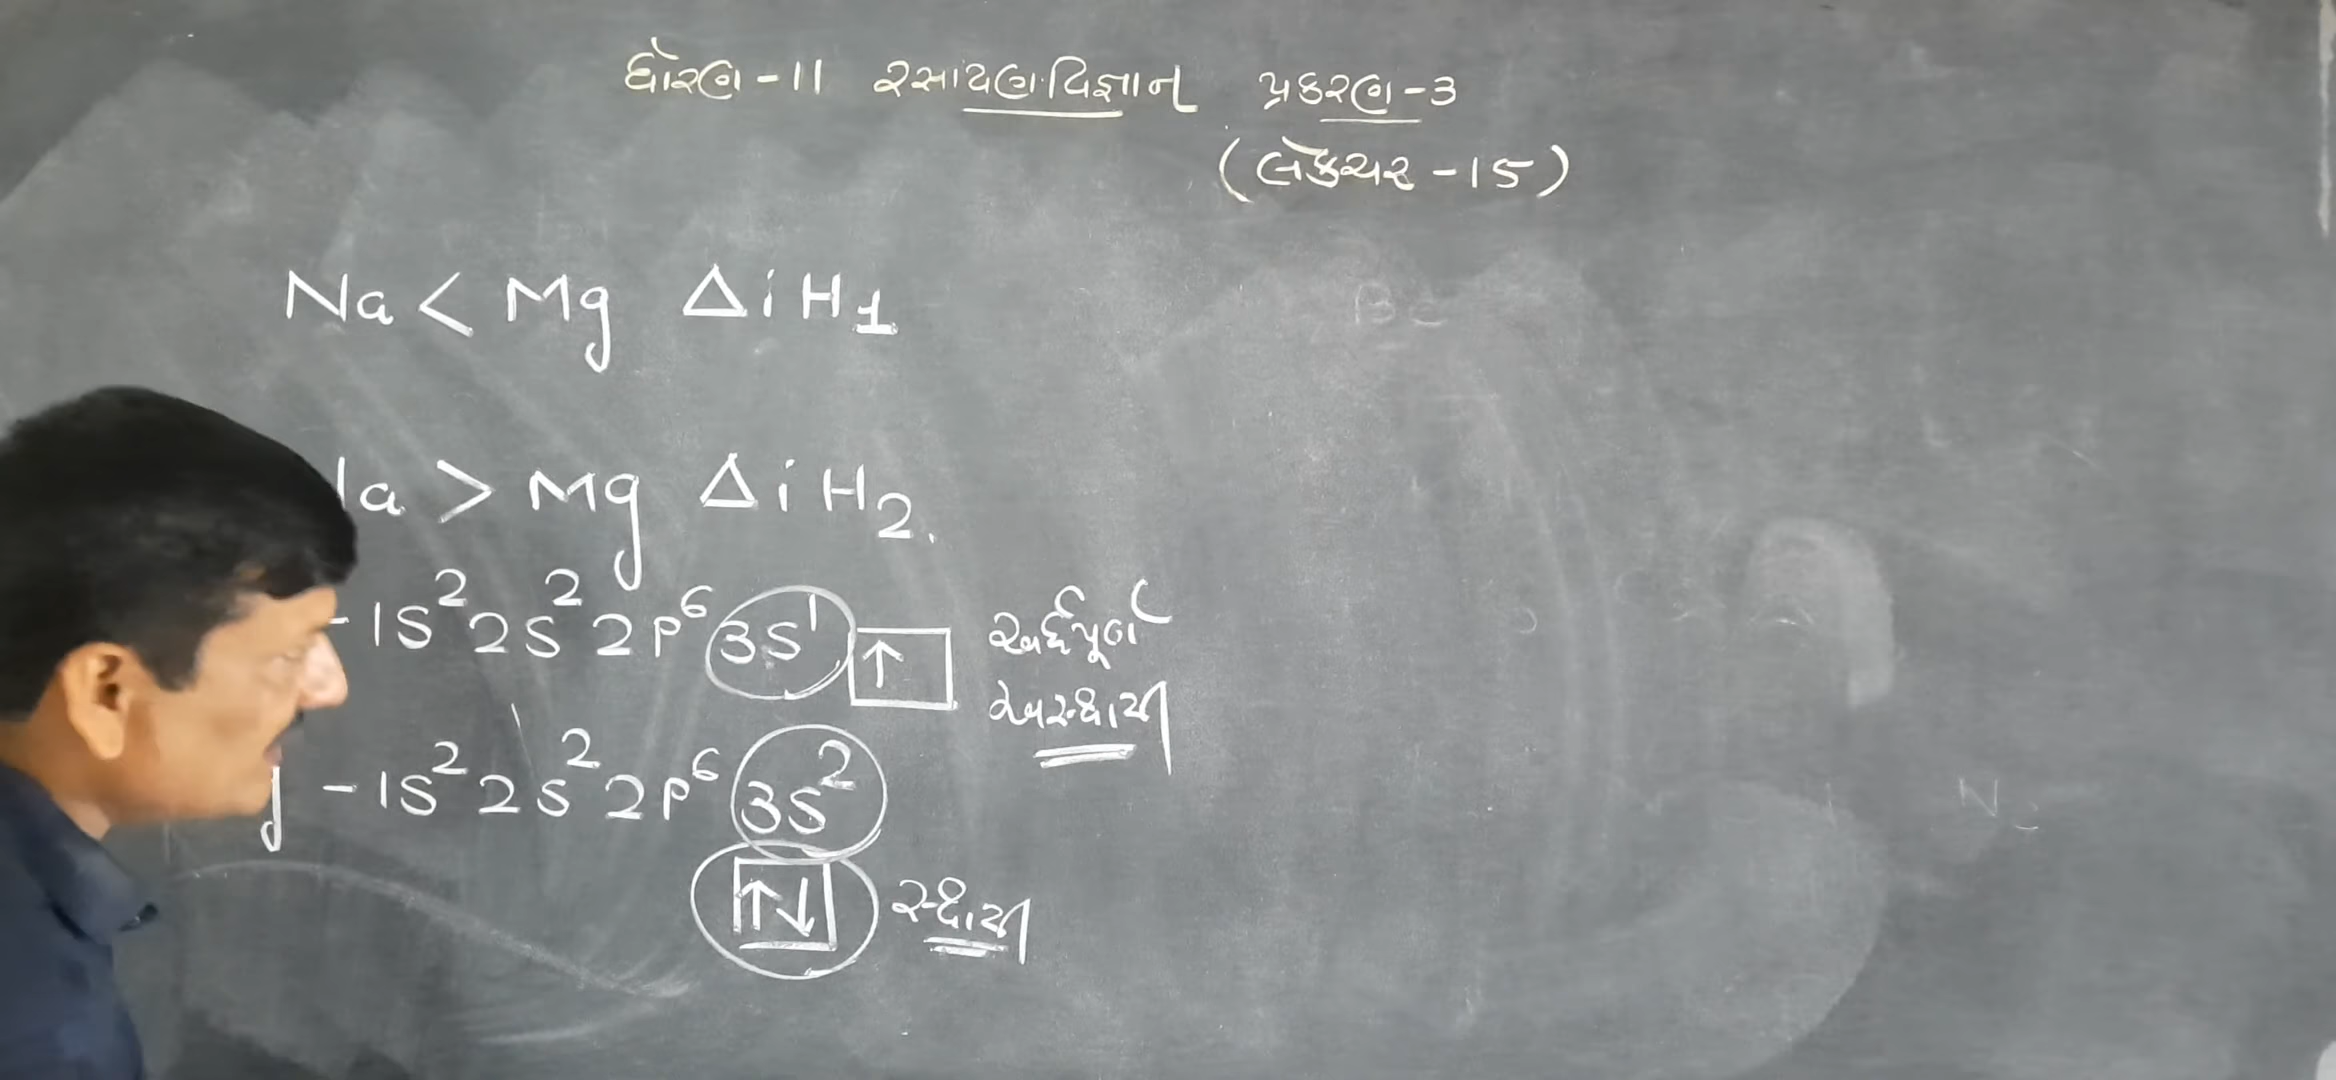 ધોરણ -11 રસાયણવિજ્ઞાન પ્રકરણ -3
(લેક્ચર -15)
Na < Mg ΔiH1
a > Mg ΔiH2.
- 1s² 2s² 2p⁶ 3s¹ ↑ અર્ધપૂર્ણ
અસ્થાયી
g - 1s² 2s² 2p⁶ 3s²
↑↓ સ્થાયી